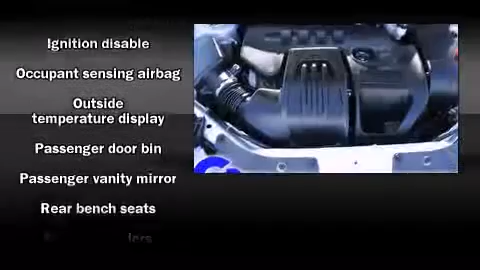 Ignition disable
Occupant sensing airbag
Outside
temperature display
Passenger door bin
Passenger vanity mirror
Rear bench seats